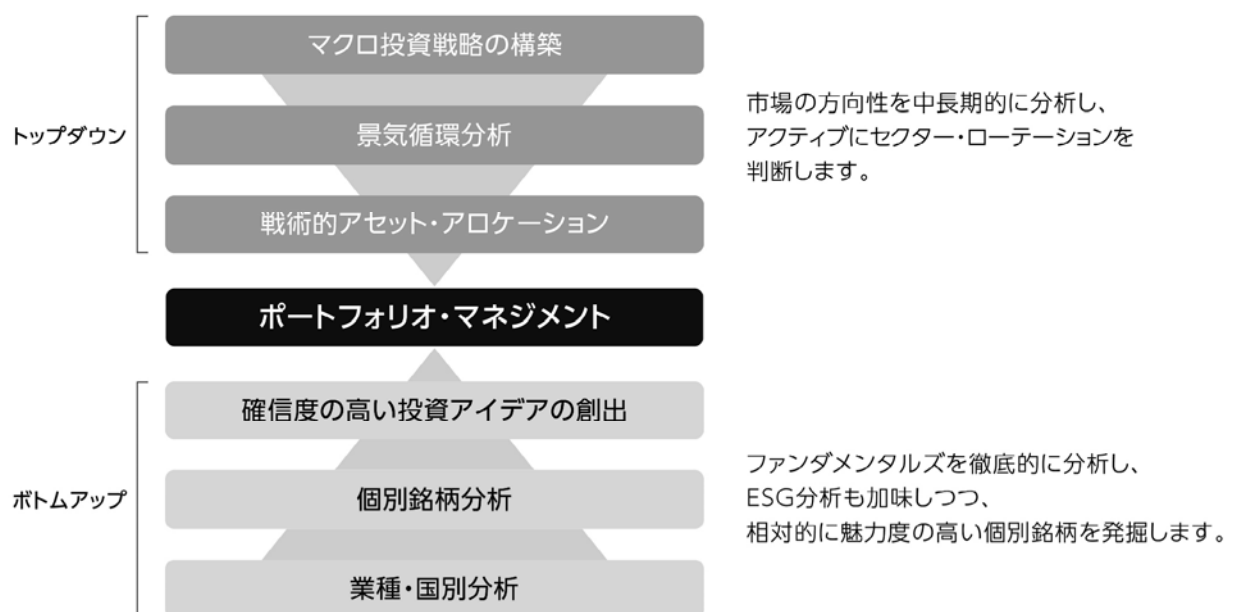 トップダウン
マクロ投資戦略の構築
景気循環分析
戦術的アセット・アロケーション
市場の方向性を中長期的に分析し、
アクティブにセクター・ローテーションを
判断します。
ポートフォリオ・マネジメント
ボトムアップ
確信度の高い投資アイデアの創出
個別銘柄分析
業種・国別分析
ファンダメンタルズを徹底的に分析し、
ESG分析も加味しつつ、
相対的に魅力度の高い個別銘柄を発掘します。